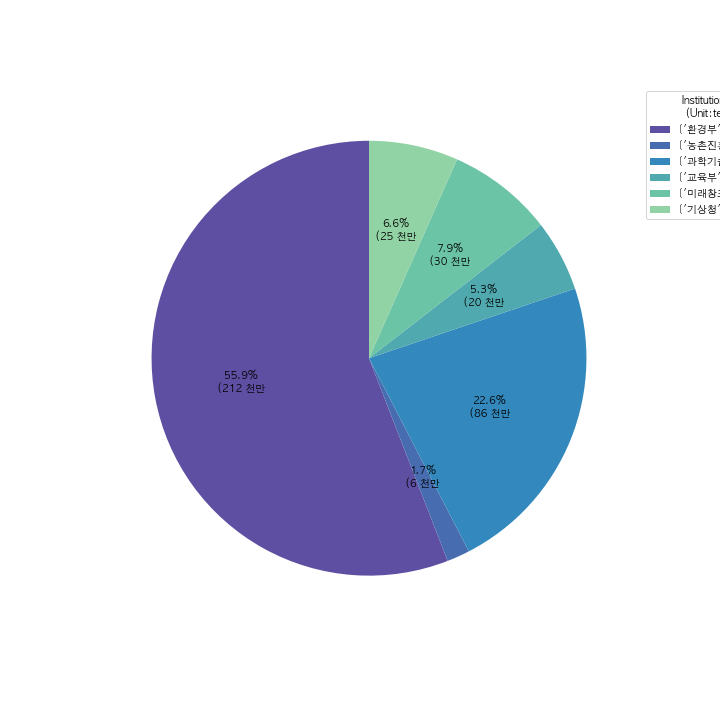 Institutio
(Unit:te
('환경부'
('농촌진
('과학기
('교육부'
('미래창
('기상청'
6.6%
(25 천만
7.9%
(30 천만
5.3%
(20 천만
55.9%
(212 천만
22.6%
(86 천만
1.7%
(6 천만